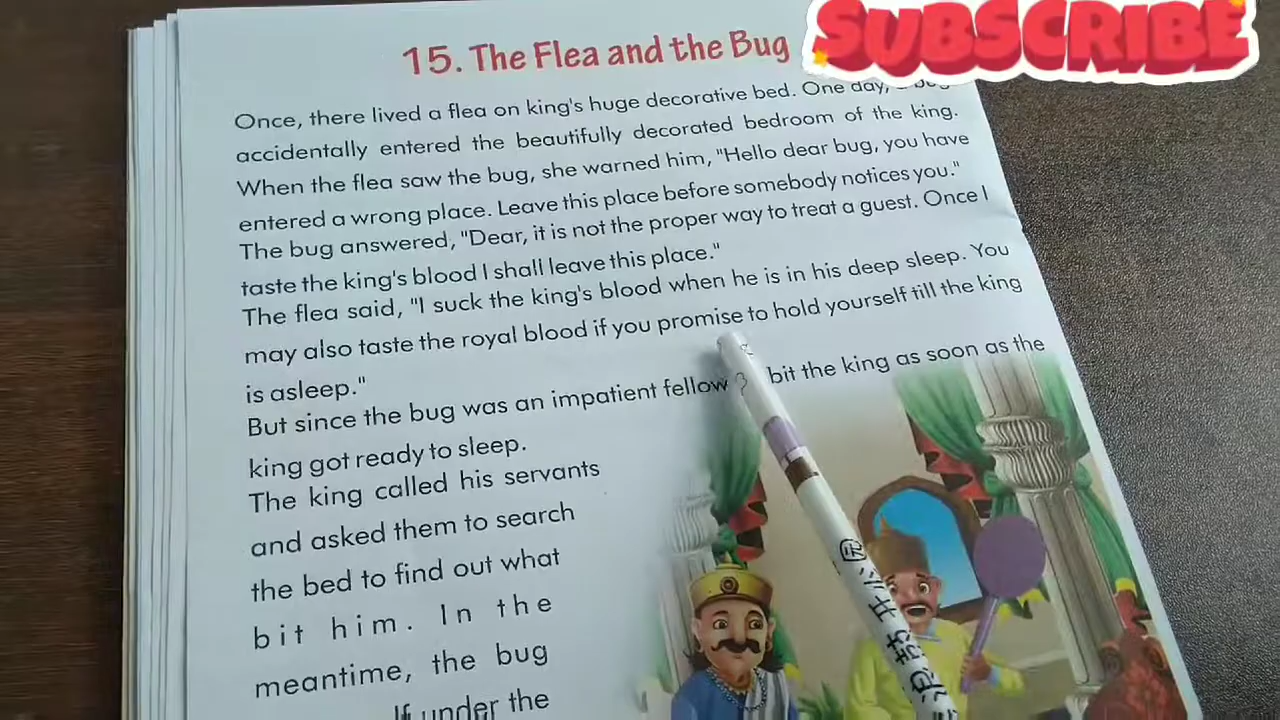 SUBSCRIBE
15. The Flea and the Bug
Once, there lived a flea on king's huge decorative bed. One day, bug
accidentally entered the beautifully decorated bedroom of the king.
When the flea saw the bug, she warned him, "Hello dear bug, you have
entered a wrong place. Leave this place before somebody notices you."
The bug answered, "Dear, it is not the proper way to treat a guest. Once I
taste the king's blood I shall leave this place."
The flea said, "I suck the king's blood when he is in his deep sleep. You
may also taste the royal blood if you promise to hold yourself till the king
is asleep."
But since the bug was an impatient fellow bit the king as soon as the
king got ready to sleep.
The king called his servants
and asked them to search
the bed to find out what
bit him. In the
meantime, the bug
under the